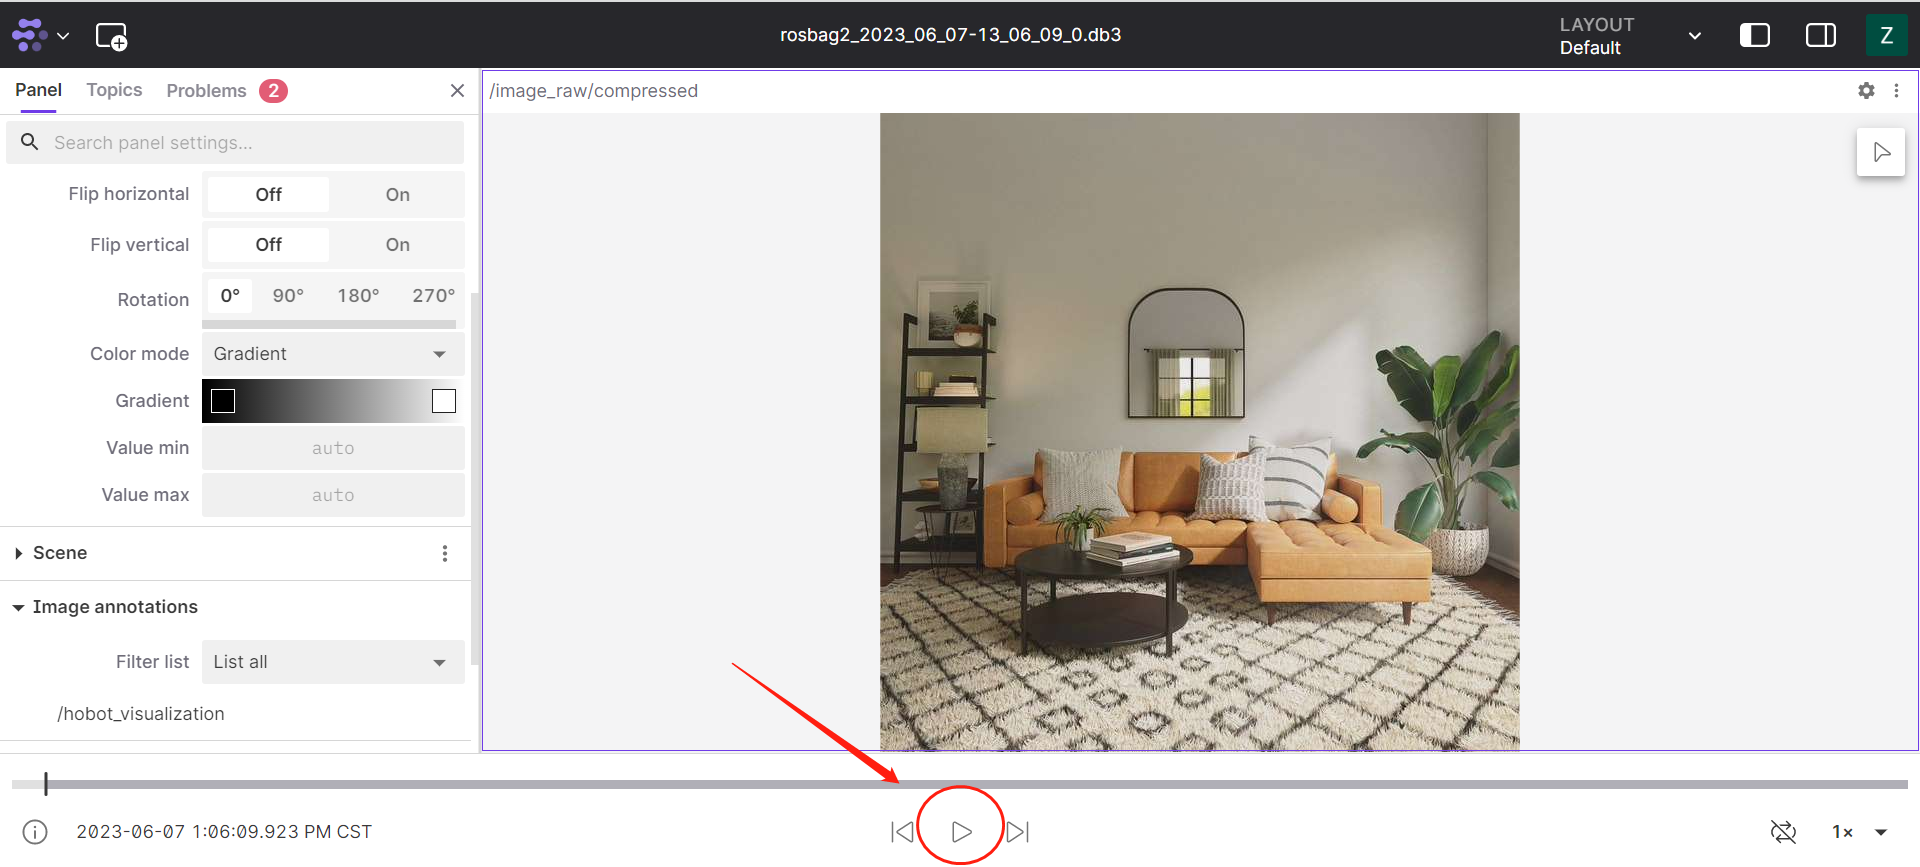 rosbag2_2023_06_07-13_06_09_0.db3
LAYOUT
Default
Z
Panel
Topics
Problems
2
/image_raw/compressed
Search panel settings...
Flip horizontal
Off
On
Flip vertical
Off
On
Rotation
0°
90°
180°
270°
Color mode
Gradient
Gradient
Value min
auto
Value max
auto
Scene
Image annotations
Filter list
List all
/hobot_visualization
2023-06-07 1:06:09.923 PM CST
1×